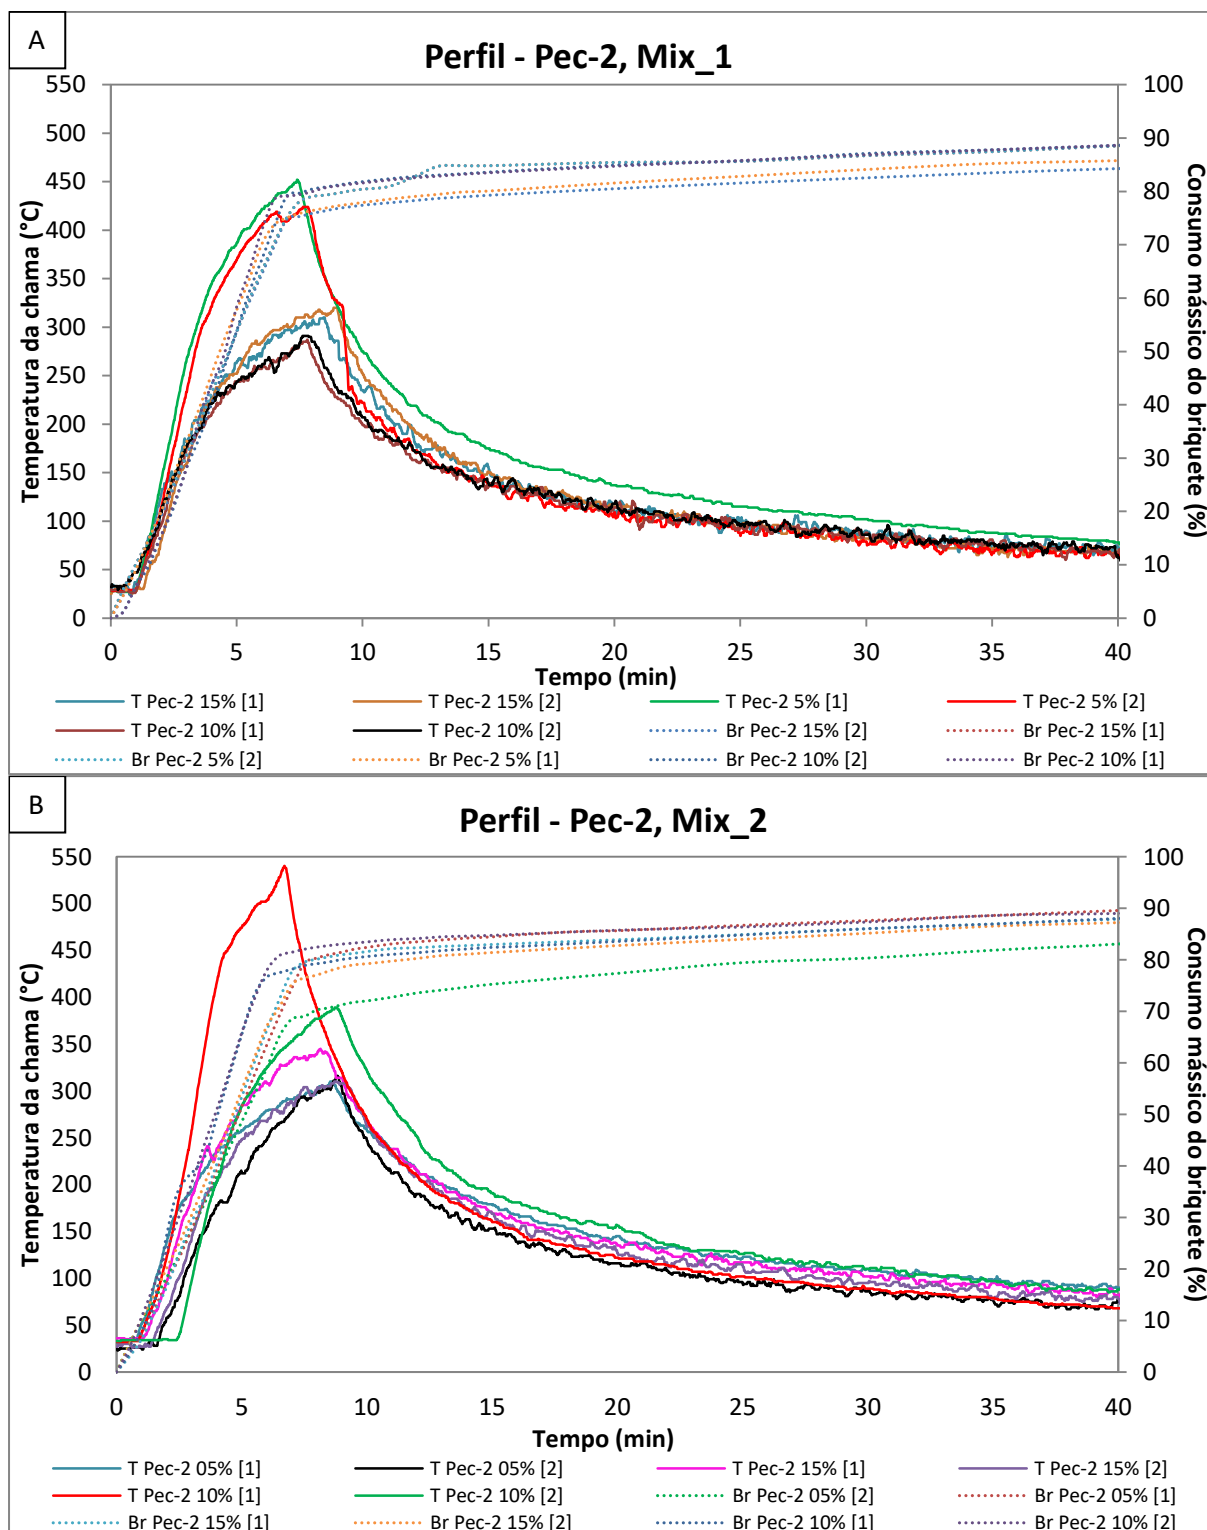 A
Perfil - Pec-2, Mix_1
Temperatura da chama (°C)
550
500
450
400
350
300
250
200
150
100
50
0
Consumo mássico do briquete (%)
100
90
80
70
60
50
40
30
20
10
0
0 5 10 15 20 25 30 35 40
Tempo (min)
T Pec-2 15% [1] T Pec-2 15% [2] T Pec-2 5% [1] T Pec-2 5% [2]
T Pec-2 10% [1] T Pec-2 10% [2] Br Pec-2 15% [2] Br Pec-2 15% [1]
Br Pec-2 5% [2] Br Pec-2 5% [1] Br Pec-2 10% [2] Br Pec-2 10% [1]
B
Perfil - Pec-2, Mix_2
Temperatura da chama (°C)
550
500
450
400
350
300
250
200
150
100
50
0
Consumo mássico do briquete (%)
100
90
80
70
60
50
40
30
20
10
0
0 5 10 15 20 25 30 35 40
Tempo (min)
T Pec-2 05% [1] T Pec-2 05% [2] T Pec-2 15% [1] T Pec-2 15% [2]
T Pec-2 10% [1] T Pec-2 10% [2] Br Pec-2 05% [2] Br Pec-2 05% [1]
Br Pec-2 15% [1] Br Pec-2 15% [2] Br Pec-2 10% [1] Br Pec-2 10% [2]